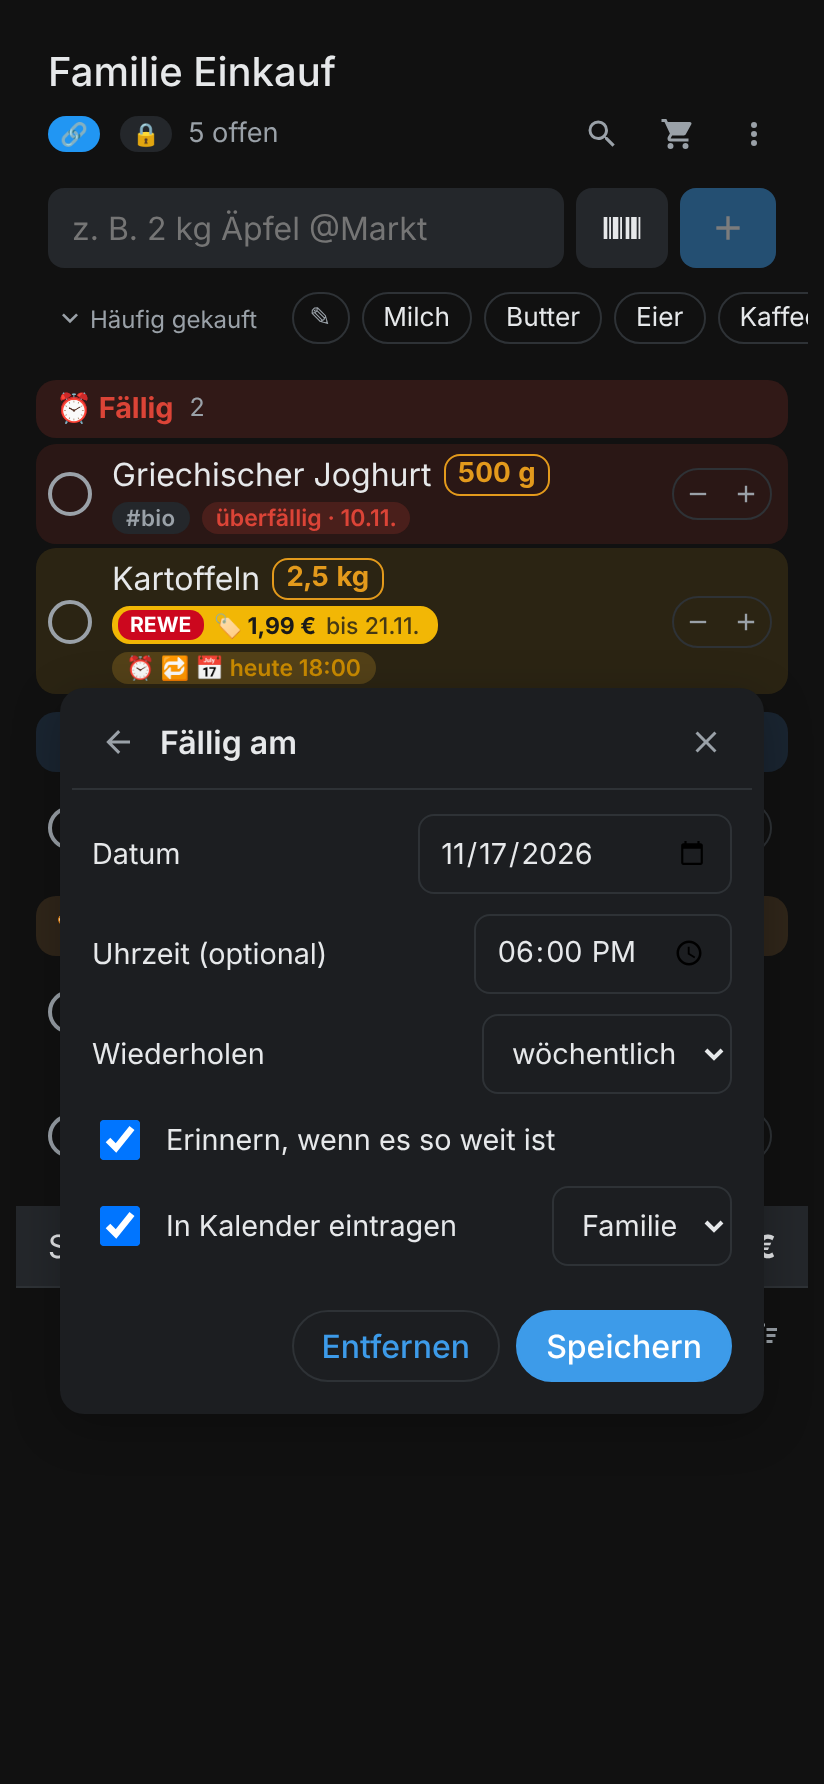 Familie Einkauf
5 offen
z. B. 2 kg Äpfel @Markt
Häufig gekauft
Milch
Butter
Eier
Fällig 2
Griechischer Joghurt 500 g
#bio überfällig · 10.11.
Kartoffeln 2,5 kg
REWE 1,99 € bis 21.11.
heute 18:00
Fällig am
Datum 11/17/2026
Uhrzeit (optional) 06:00 PM
Wiederholen wöchentlich
Erinnern, wenn es so weit ist
In Kalender eintragen Familie
€
Entfernen Speichern